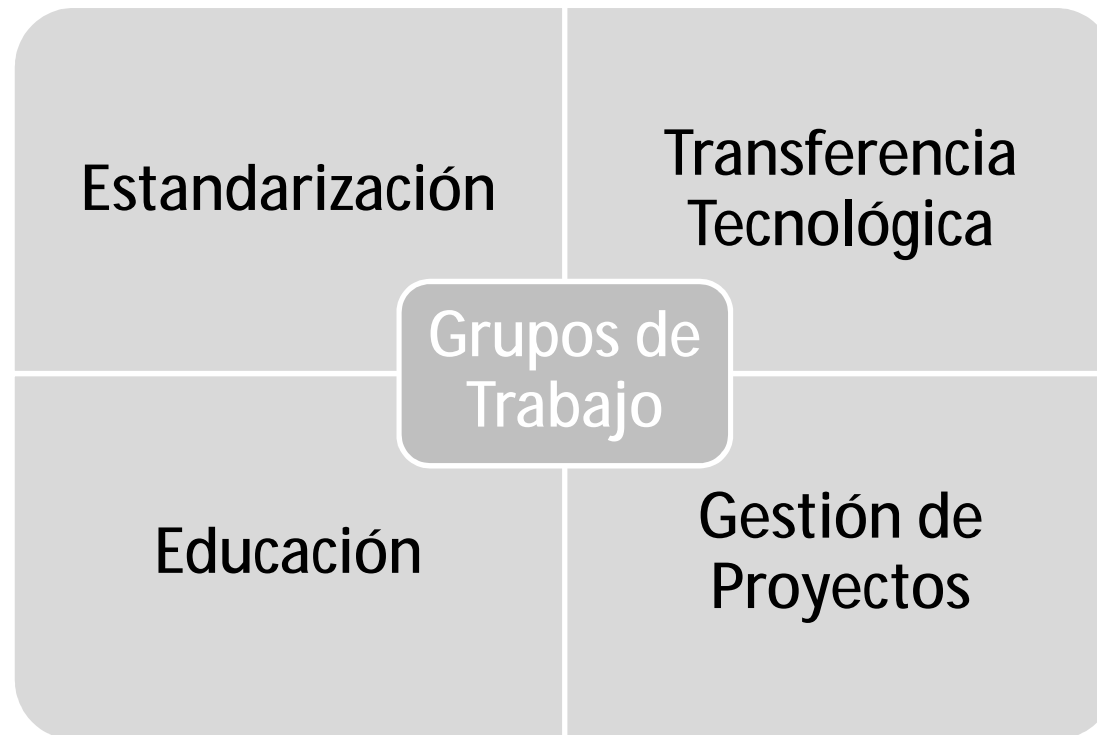 Estandarización
Transferencia
Tecnológica
Grupos de
Trabajo
Educación
Gestión de
Proyectos